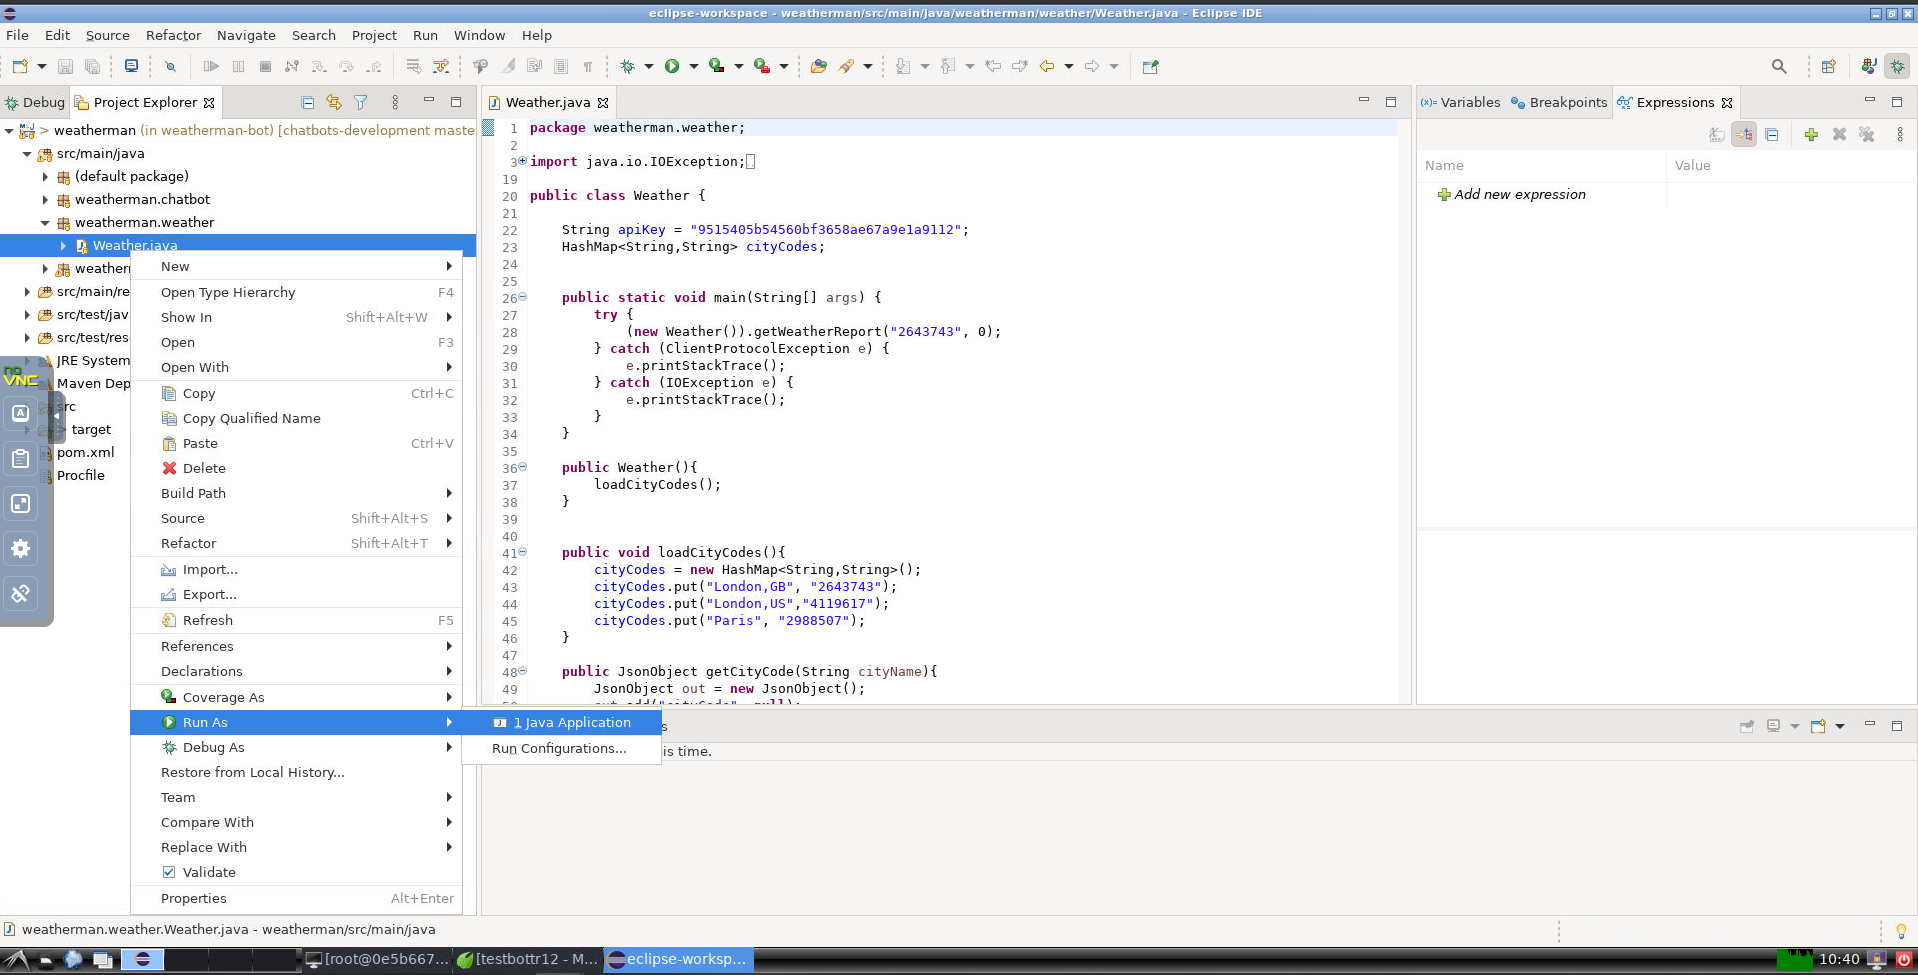 eclipse-workspace - weatherman/src/main/java/weatherman/weather/Weather.java - Eclipse IDE
File Edit Source Refactor Navigate Search Project Run Window Help
Debug Project Explorer
> weatherman (in weatherman-bot) [chatbots-development maste
src/main/java
(default package)
weatherman.chatbot
weatherman.weather
Weather.java
weather
src/main/re
src/test/jav
src/test/res
JRE System
Maven Dep
src
> target
pom.xml
Procfile
no
VNC
A
New
Open Type Hierarchy F4
Show In Shift+Alt+W
Open F3
Open With
Copy Ctrl+C
Copy Qualified Name
Paste Ctrl+V
Delete
Build Path
Source Shift+Alt+S
Refactor Shift+Alt+T
Import...
Export...
Refresh F5
References
Declarations
Coverage As
Run As
Debug As
Restore from Local History...
Team
Compare With
Replace With
Validate
Properties Alt+Enter
1 Java Application
Run Configurations...
Weather.java
1 package weatherman.weather;
2
3 import java.io.IOException;
19
20 public class Weather {
21
22 String apiKey = "9515405b54560bf3658ae67a9e1a9112";
23 HashMap<String,String> cityCodes;
24
25
26 public static void main(String[] args) {
27 try {
28 (new Weather()).getWeatherReport("2643743", 0);
29 } catch (ClientProtocolException e) {
30 e.printStackTrace();
31 } catch (IOException e) {
32 e.printStackTrace();
33 }
34 }
35
36 public Weather(){
37 loadCityCodes();
38 }
39
40
41 public void loadCityCodes(){
42 cityCodes = new HashMap<String,String>();
43 cityCodes.put("London,GB", "2643743");
44 cityCodes.put("London,US","4119617");
45 cityCodes.put("Paris", "2988507");
46 }
47
48 public JsonObject getCityCode(String cityName){
49 JsonObject out = new JsonObject();
s
is time.
(x)= Variables Breakpoints Expressions
Name Value
Add new expression
weatherman.weather.Weather.java - weatherman/src/main/java
[root@0e5b667... [testbottr12 - M... eclipse-worksp... 10:40